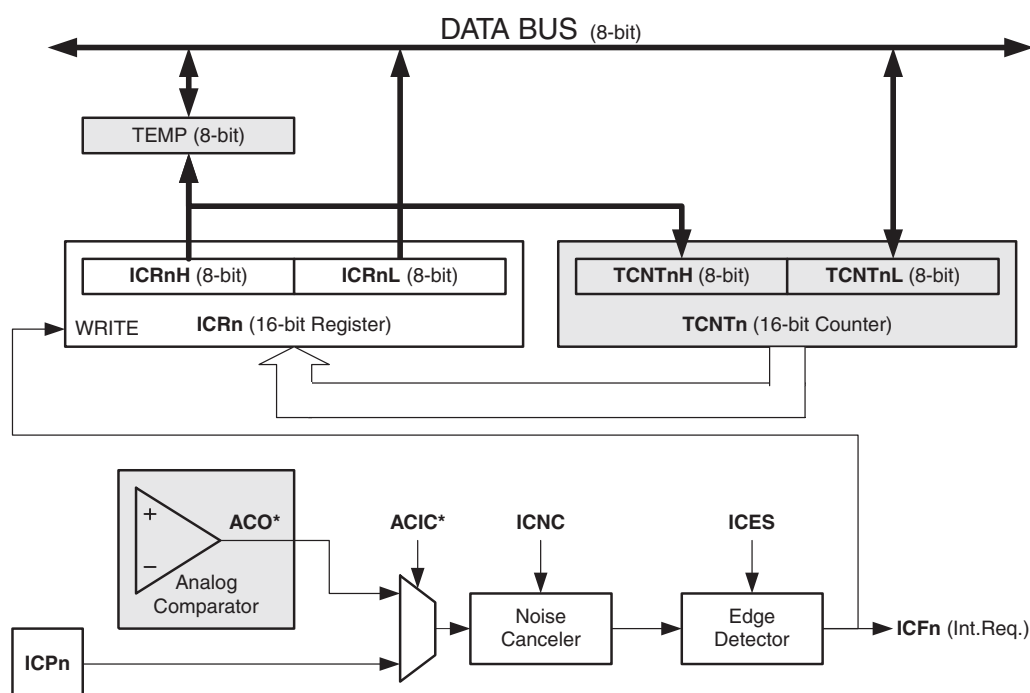 DATA BUS (8-bit)
TEMP (8-bit)
ICRnH (8-bit)
ICRnL (8-bit)
TCNTnH (8-bit)
TCNTnL (8-bit)
WRITE
ICRn (16-bit Register)
TCNTn (16-bit Counter)
+
−
ACO*
Analog
Comparator
ACIC*
ICNC
ICES
Noise
Canceler
Edge
Detector
ICFn (Int.Req.)
ICPn